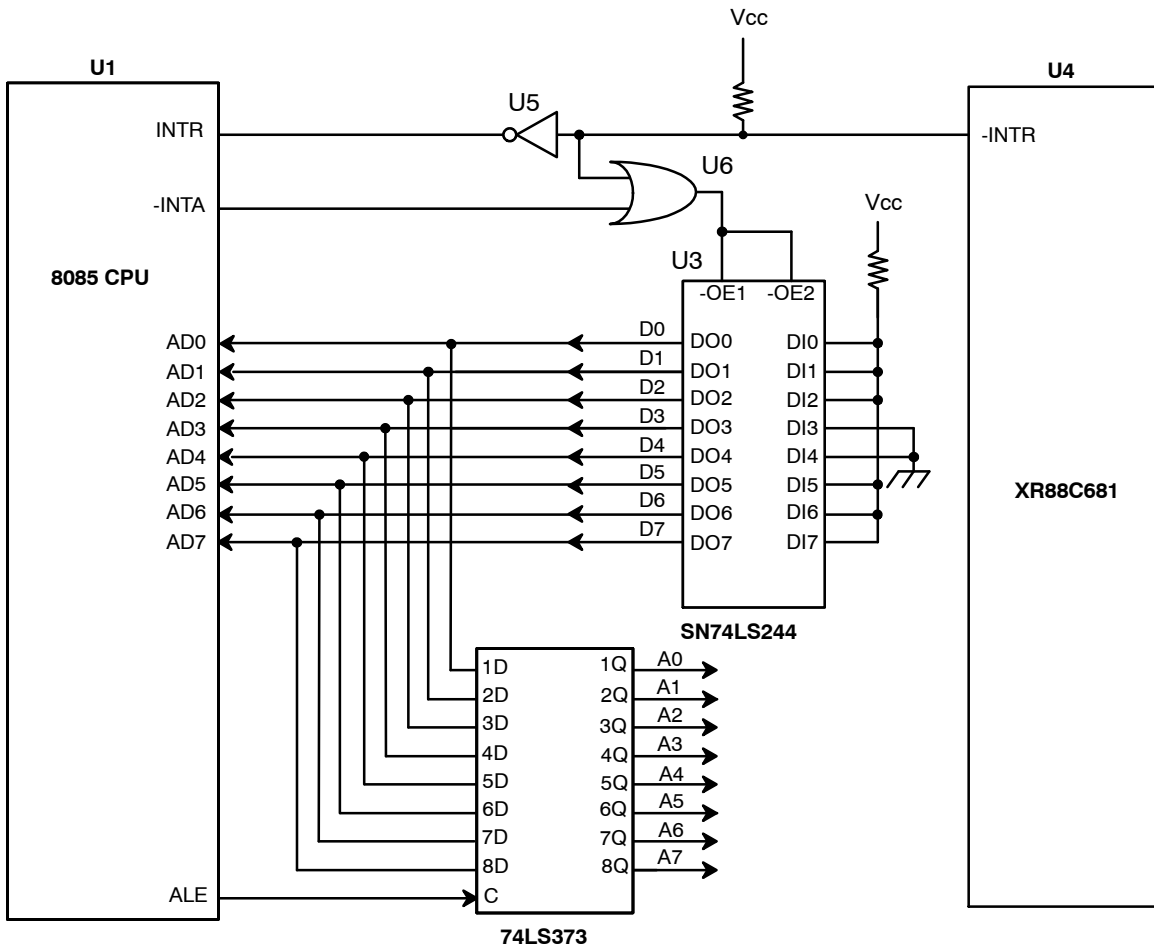 Vcc
U1
U4
U5
INTR
-INTR
U6
-INTA
Vcc
8085 CPU
U3
-OE1 -OE2
AD0 D0 DO0 DI0
AD1 D1 DO1 DI1
AD2 D2 DO2 DI2
AD3 D3 DO3 DI3
AD4 D4 DO4 DI4
AD5 D5 DO5 DI5
XR88C681
AD6 D6 DO6 DI6
AD7 D7 DO7 DI7
SN74LS244
1D 1Q A0
2D 2Q A1
3D 3Q A2
4D 4Q A3
5D 5Q A4
6D 6Q A5
7D 7Q A6
8D 8Q A7
ALE C
74LS373